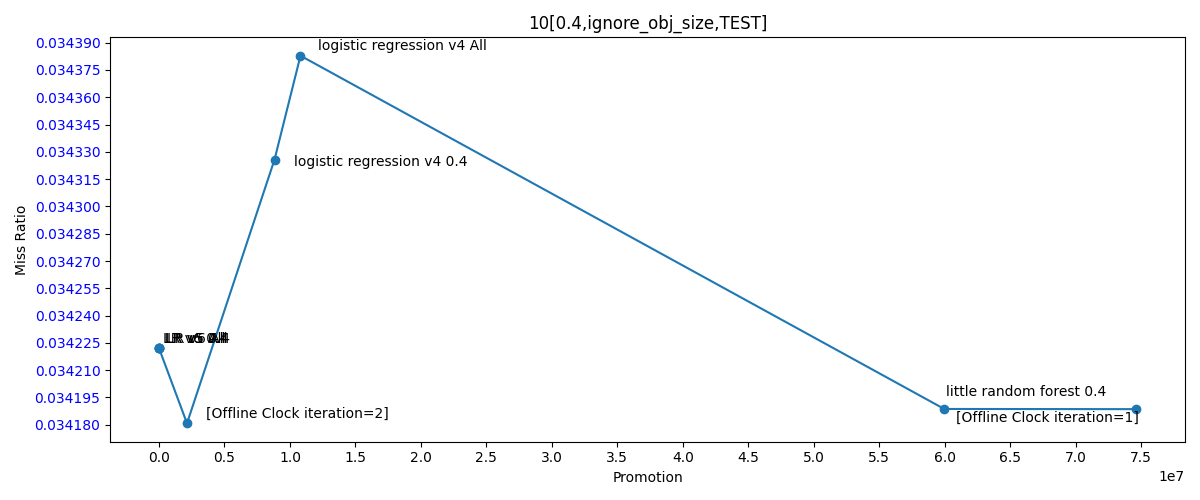 10[0.4,ignore_obj_size,TEST]
0.034390
logistic regression v4 All
0.034375
0.034360
0.034345
0.034330
logistic regression v4 0.4
0.034315
0.034300
0.034285
Miss Ratio
0.034270
0.034255
0.034240
0.034225
0.034210
0.034195
little random forest 0.4
[Offline Clock iteration=2]
[Offline Clock iteration=1]
0.034180
0.0 0.5 1.0 1.5 2.0 2.5 3.0 3.5 4.0 4.5 5.0 5.5 6.0 6.5 7.0 7.5
Promotion
1e7